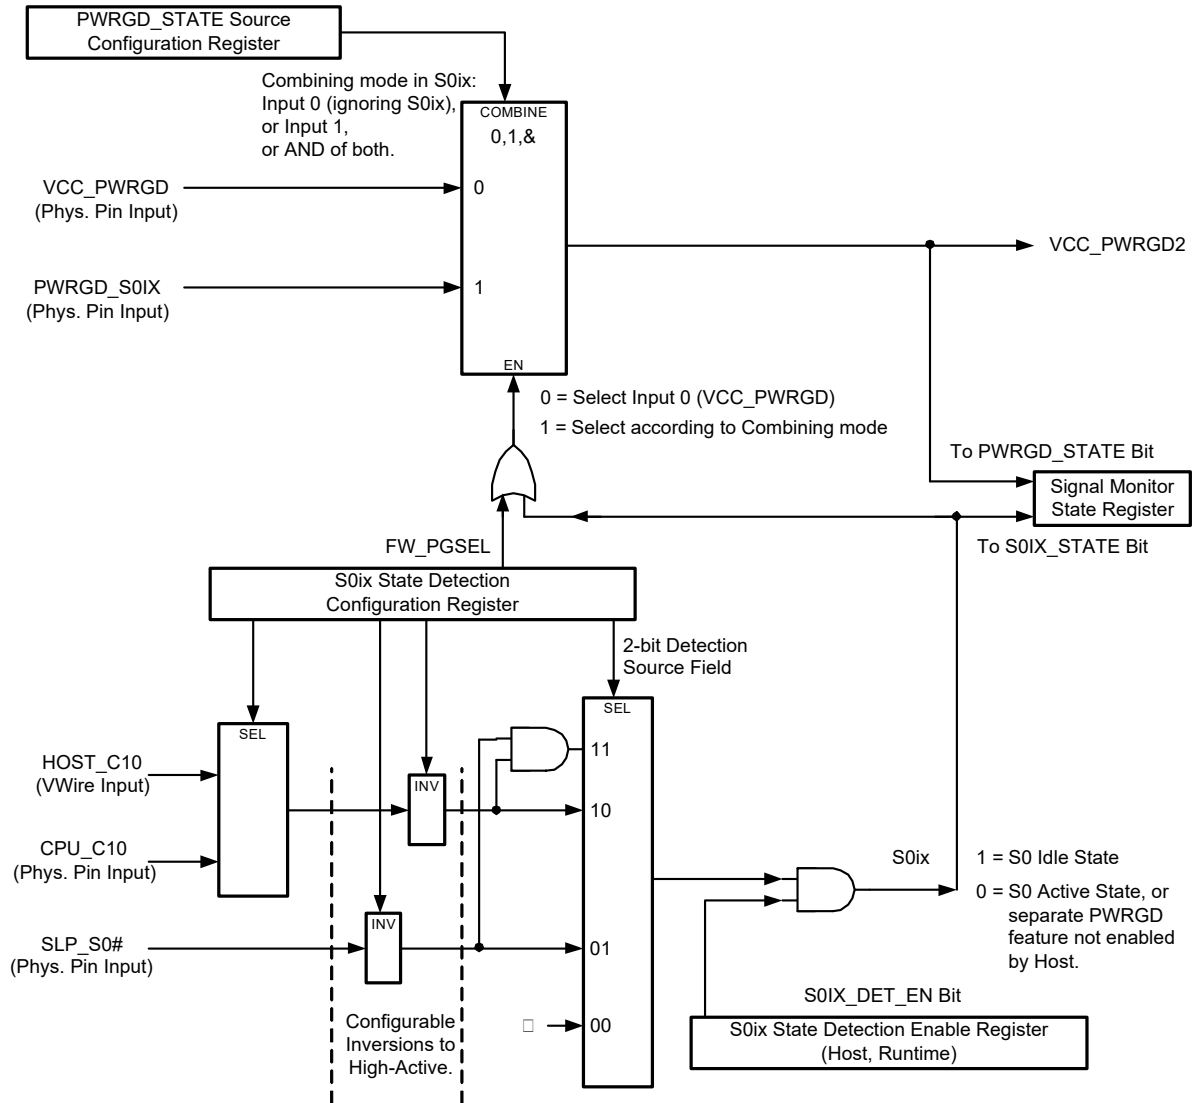 PWRGD_STATE Source
Configuration Register
Combining mode in S0ix:
Input 0 (ignoring S0ix),
or Input 1,
or AND of both.
COMBINE
0,1,&
VCC_PWRGD
(Phys. Pin Input)
0
VCC_PWRGD2
PWRGD_S0IX
(Phys. Pin Input)
1
EN
0 = Select Input 0 (VCC_PWRGD)
1 = Select according to Combining mode
To PWRGD_STATE Bit
Signal Monitor
State Register
To S0IX_STATE Bit
FW_PGSEL
S0ix State Detection
Configuration Register
2-bit Detection
Source Field
SEL
SEL
HOST_C10
(VWire Input)
INV
11
10
CPU_C10
(Phys. Pin Input)
S0ix
1 = S0 Idle State
0 = S0 Active State, or
separate PWRGD
feature not enabled
by Host.
INV
SLP_S0#
(Phys. Pin Input)
01
S0IX_DET_EN Bit
Configurable
Inversions to
High-Active.
00
S0ix State Detection Enable Register
(Host, Runtime)